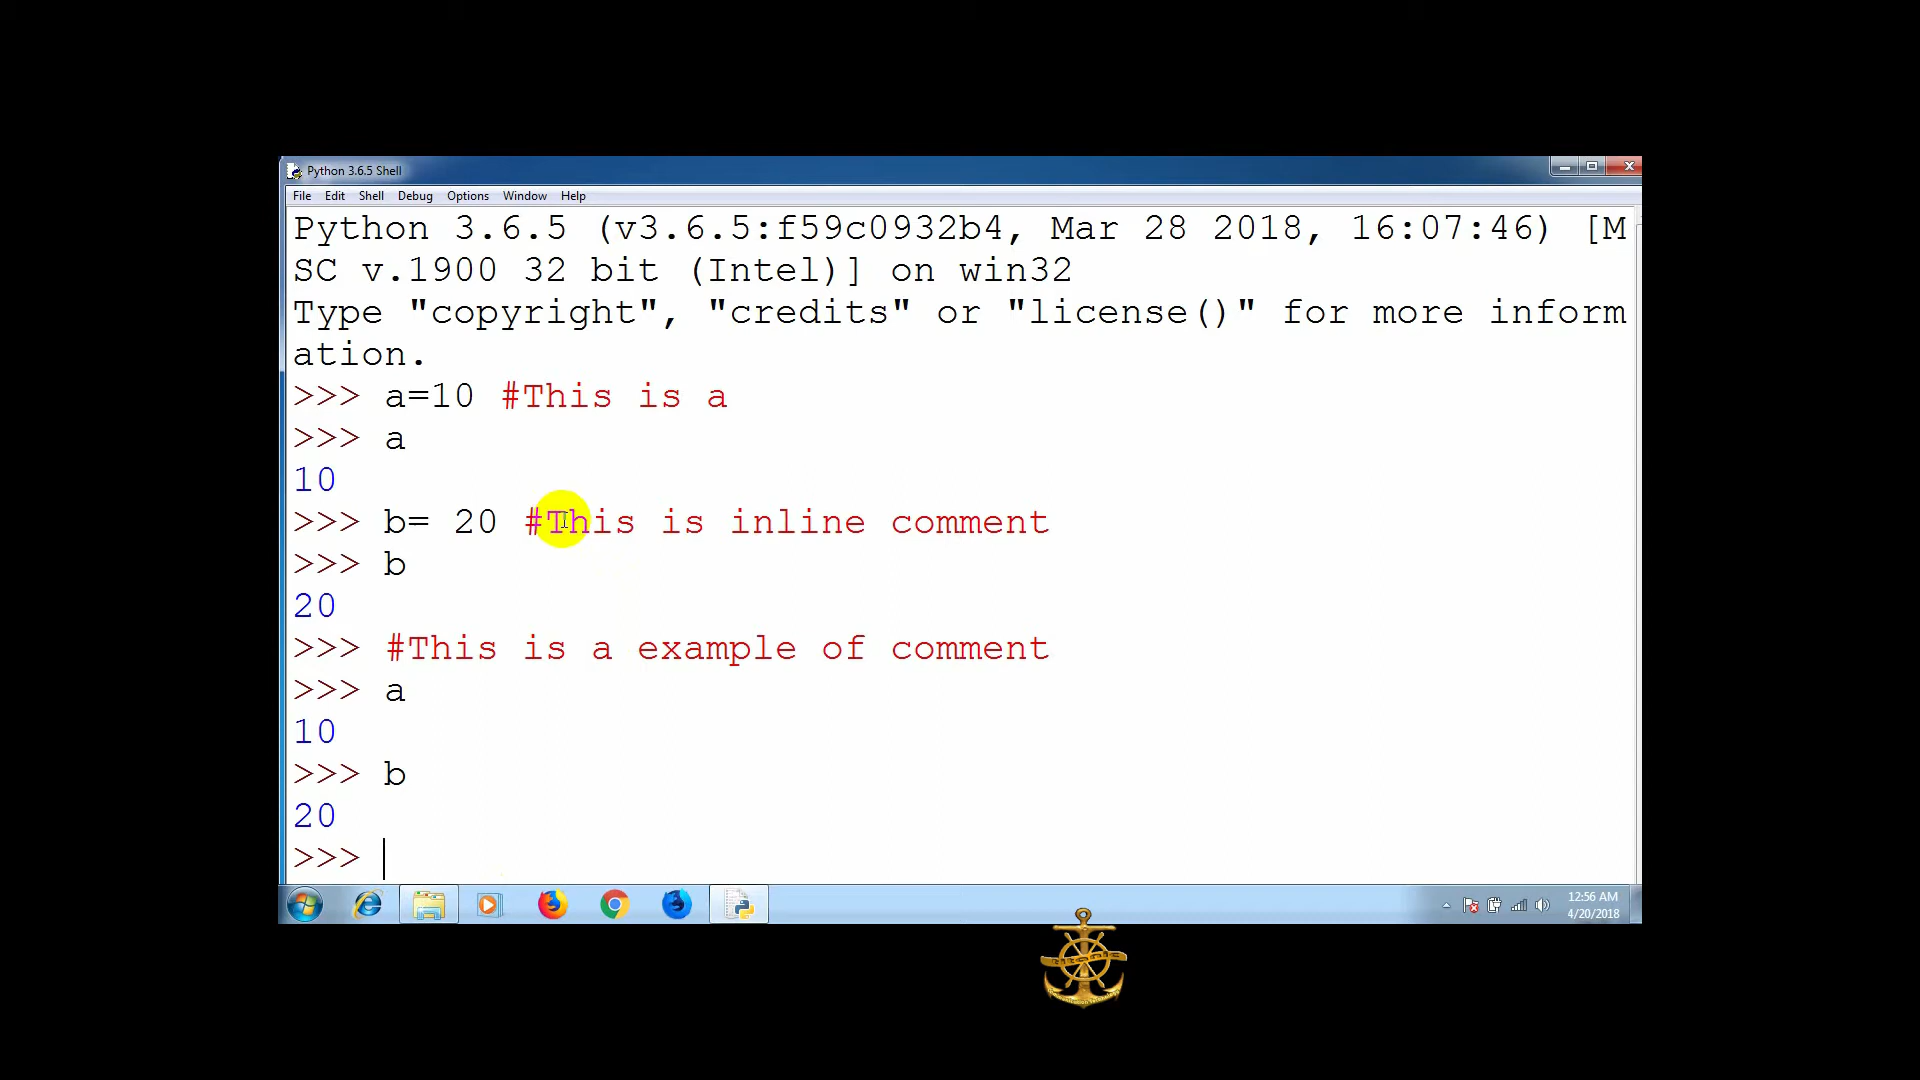 Python 3.6.5 Shell
File Edit Shell Debug Options Window Help
Python 3.6.5 (v3.6.5:f59c0932b4, Mar 28 2018, 16:07:46) [M
SC v.1900 32 bit (Intel)] on win32
Type "copyright", "credits" or "license()" for more inform
ation.
>>> a=10 #This is a
>>> a
10
>>> b= 20 #This is inline comment
>>> b
20
>>> #This is a example of comment
>>> a
10
>>> b
20
>>>
12:56 AM
4/20/2018
titanic